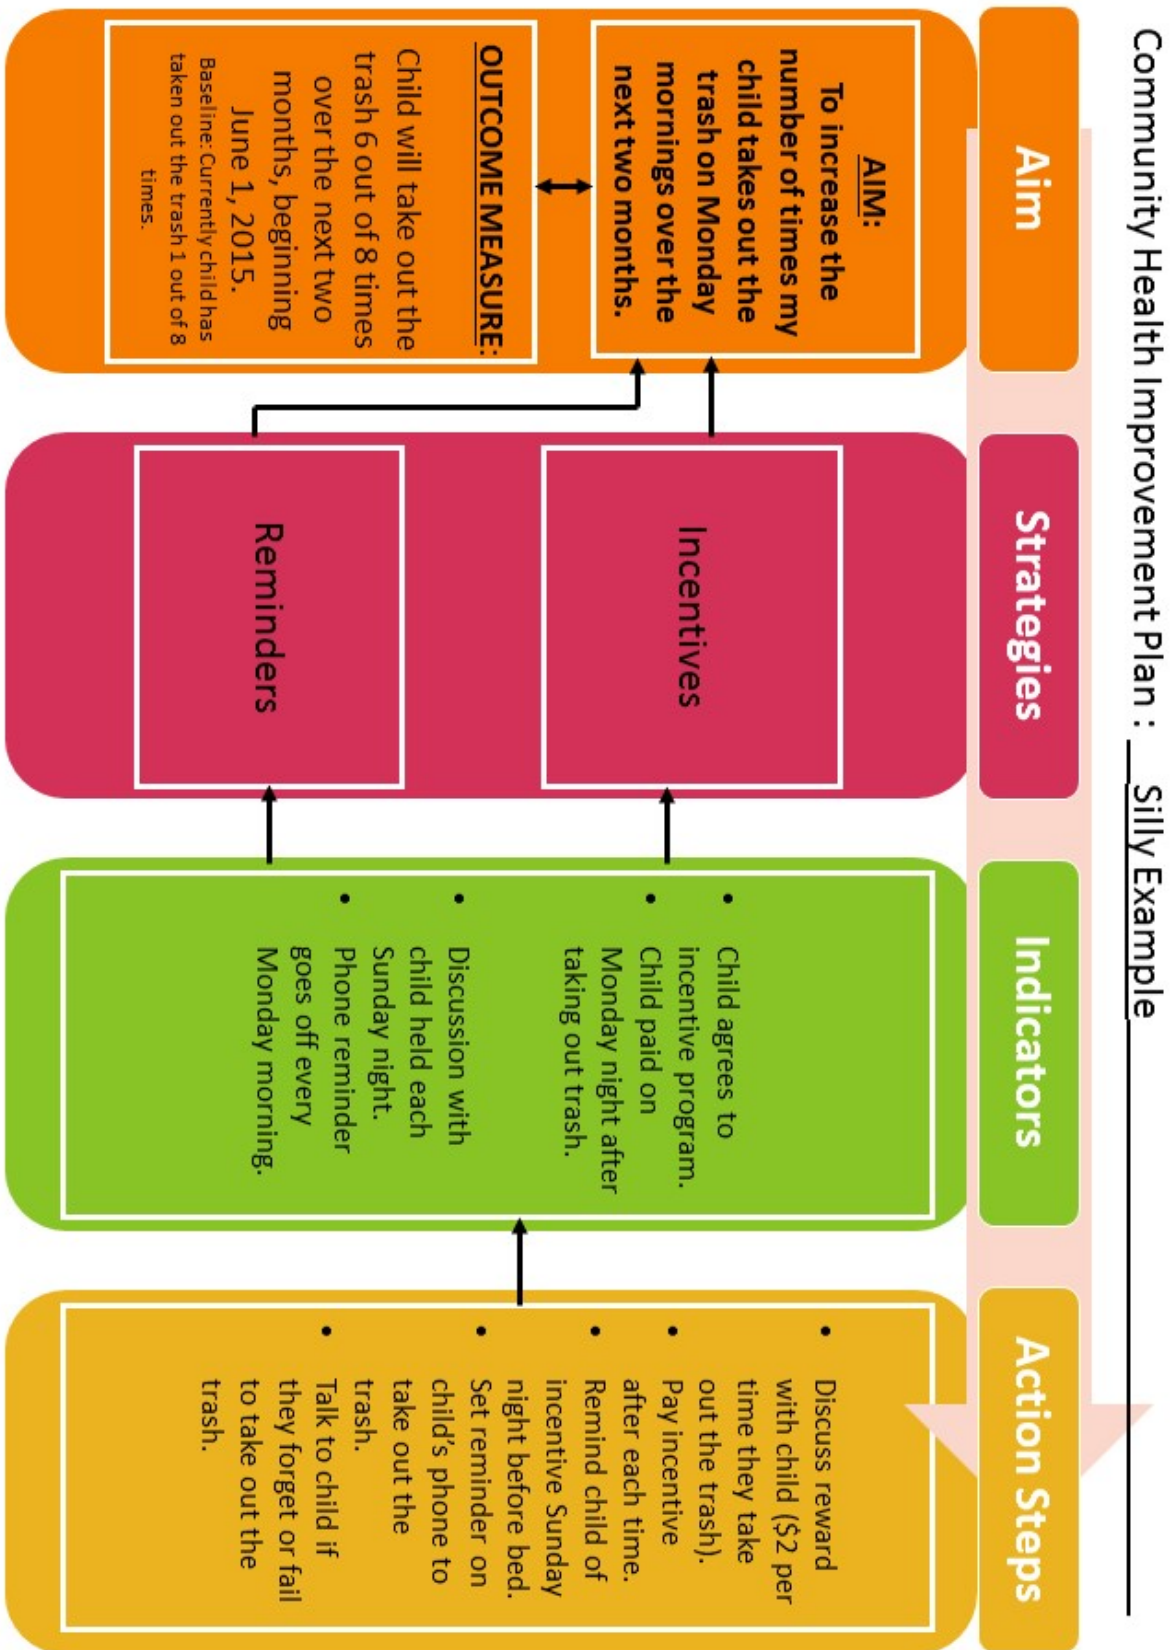 Community Health Improvement Plan : Silly Example
Aim
Strategies
Indicators
Action Steps
AIM:
To increase the
number of times my
child takes out the
trash on Monday
mornings over the
next two months.
OUTCOME MEASURE:
Child will take out the
trash 6 out of 8 times
over the next two
months, beginning
June 1, 2015.
Baseline: Currently child has
taken out the trash 1 out of 8
times.
Incentives
Reminders
• Child agrees to
incentive program.
• Child paid on
Monday night after
taking out trash.
• Discussion with
child held each
Sunday night.
• Phone reminder
goes off every
Monday morning.
• Discuss reward
with child ($2 per
time they take
out the trash).
• Pay incentive
after each time.
• Remind child of
incentive Sunday
night before bed.
• Set reminder on
child's phone to
take out the
trash.
• Talk to child if
they forget or fail
to take out the
trash.